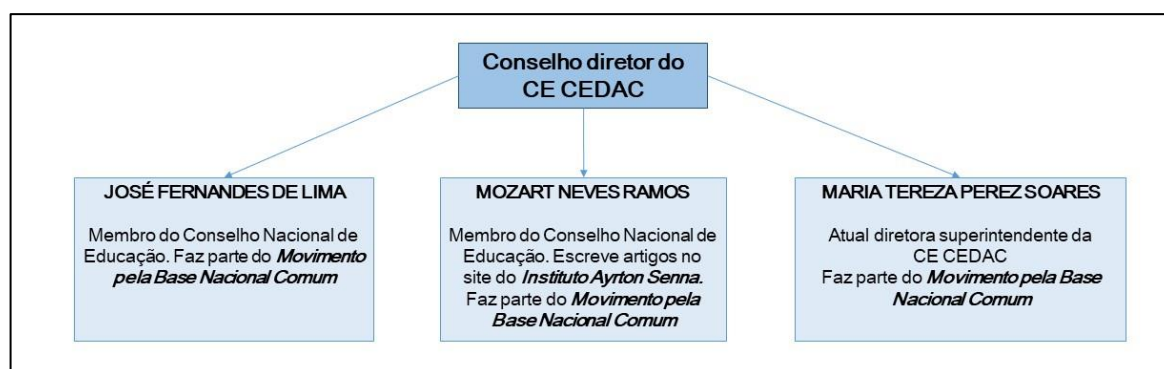 Conselho diretor do
CE CEDAC
JOSÉ FERNANDES DE LIMA
Membro do Conselho Nacional de
Educação. Faz parte do Movimento
pela Base Nacional Comum
MOZART NEVES RAMOS
Membro do Conselho Nacional de
Educação. Escreve artigos no
site do Instituto Ayrton Senna.
Faz parte do Movimento pela
Base Nacional Comum
MARIA TEREZA PEREZ SOARES
Atual diretora superintendente da
CE CEDAC
Faz parte do Movimento pela Base
Nacional Comum